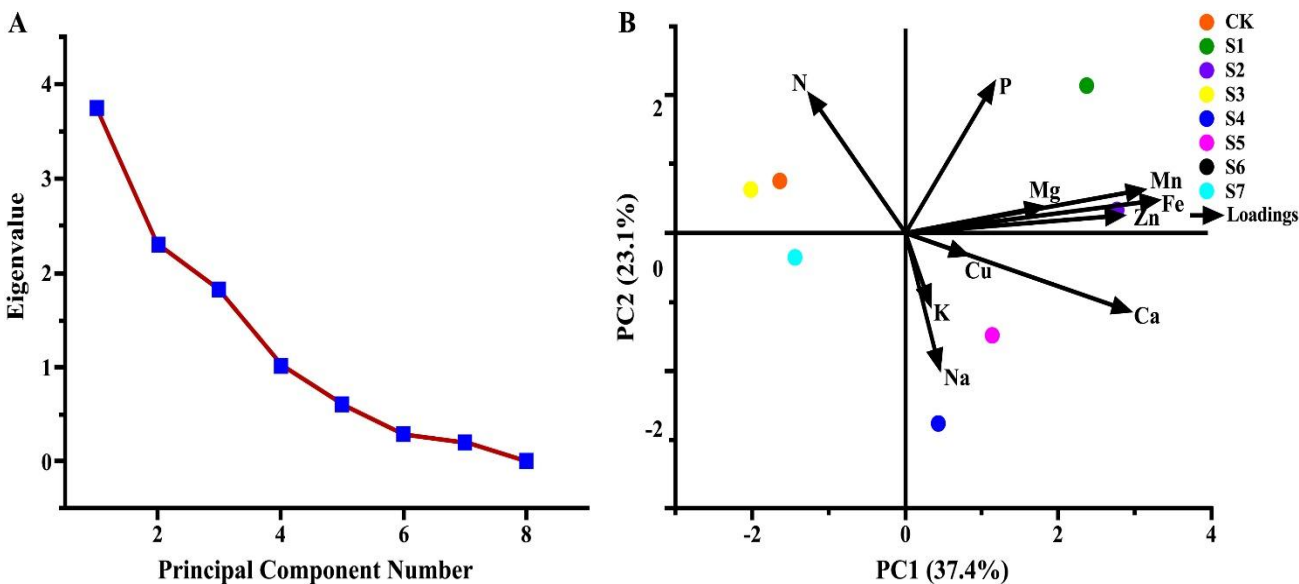 A
Eigenvalue
4
3
2
1
0
2
4
6
8
Principal Component Number
B
PC2 (23.1%)
2
0
-2
-2
0
2
4
PC1 (37.4%)
N
P
Mg
Mn
Fe
Zn
Cu
K
Ca
Na
CK
S1
S2
S3
S4
S5
S6
S7
Loadings